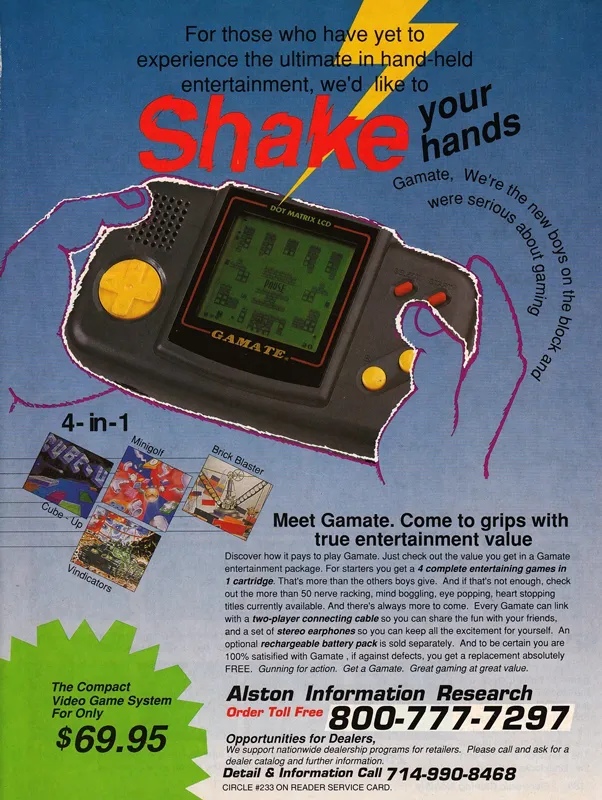 For those who have yet to
experience the ultimate in hand-held
entertainment, we'd like to
Shake your
hands
Gamate, We're the new boys on the block and
were serious about gaming
DOT MATRIX LCD
GAMATE
4-in-1
Cube - Up
Minigolf
Brick Blaster
Vindicators
Meet Gamate. Come to grips with
true entertainment value
Discover how it pays to play Gamate. Just check out the value you get in a Gamate
entertainment package. For starters you get a 4 complete entertaining games in
1 cartridge. That's more than the others boys give. And if that's not enough, check
out the more than 50 nerve racking, mind boggling, eye popping, heart stopping
titles currently available. And there's always more to come. Every Gamate can link
with a two-player connecting cable so you can share the fun with your friends,
and a set of stereo earphones so you can keep all the excitement for yourself. An
optional rechargeable battery pack is sold separately. And to be certain you are
100% satisified with Gamate , if against defects, you get a replacement absolutely
FREE. Gunning for action. Get a Gamate. Great gaming at great value.
The Compact
Video Game System
For Only
$69.95
Alston Information Research
Order Toll Free 800-777-7297
Opportunities for Dealers,
We support nationwide dealership programs for retailers. Please call and ask for a
dealer catalog and further information.
Detail & Information Call 714-990-8468
CIRCLE #233 ON READER SERVICE CARD.